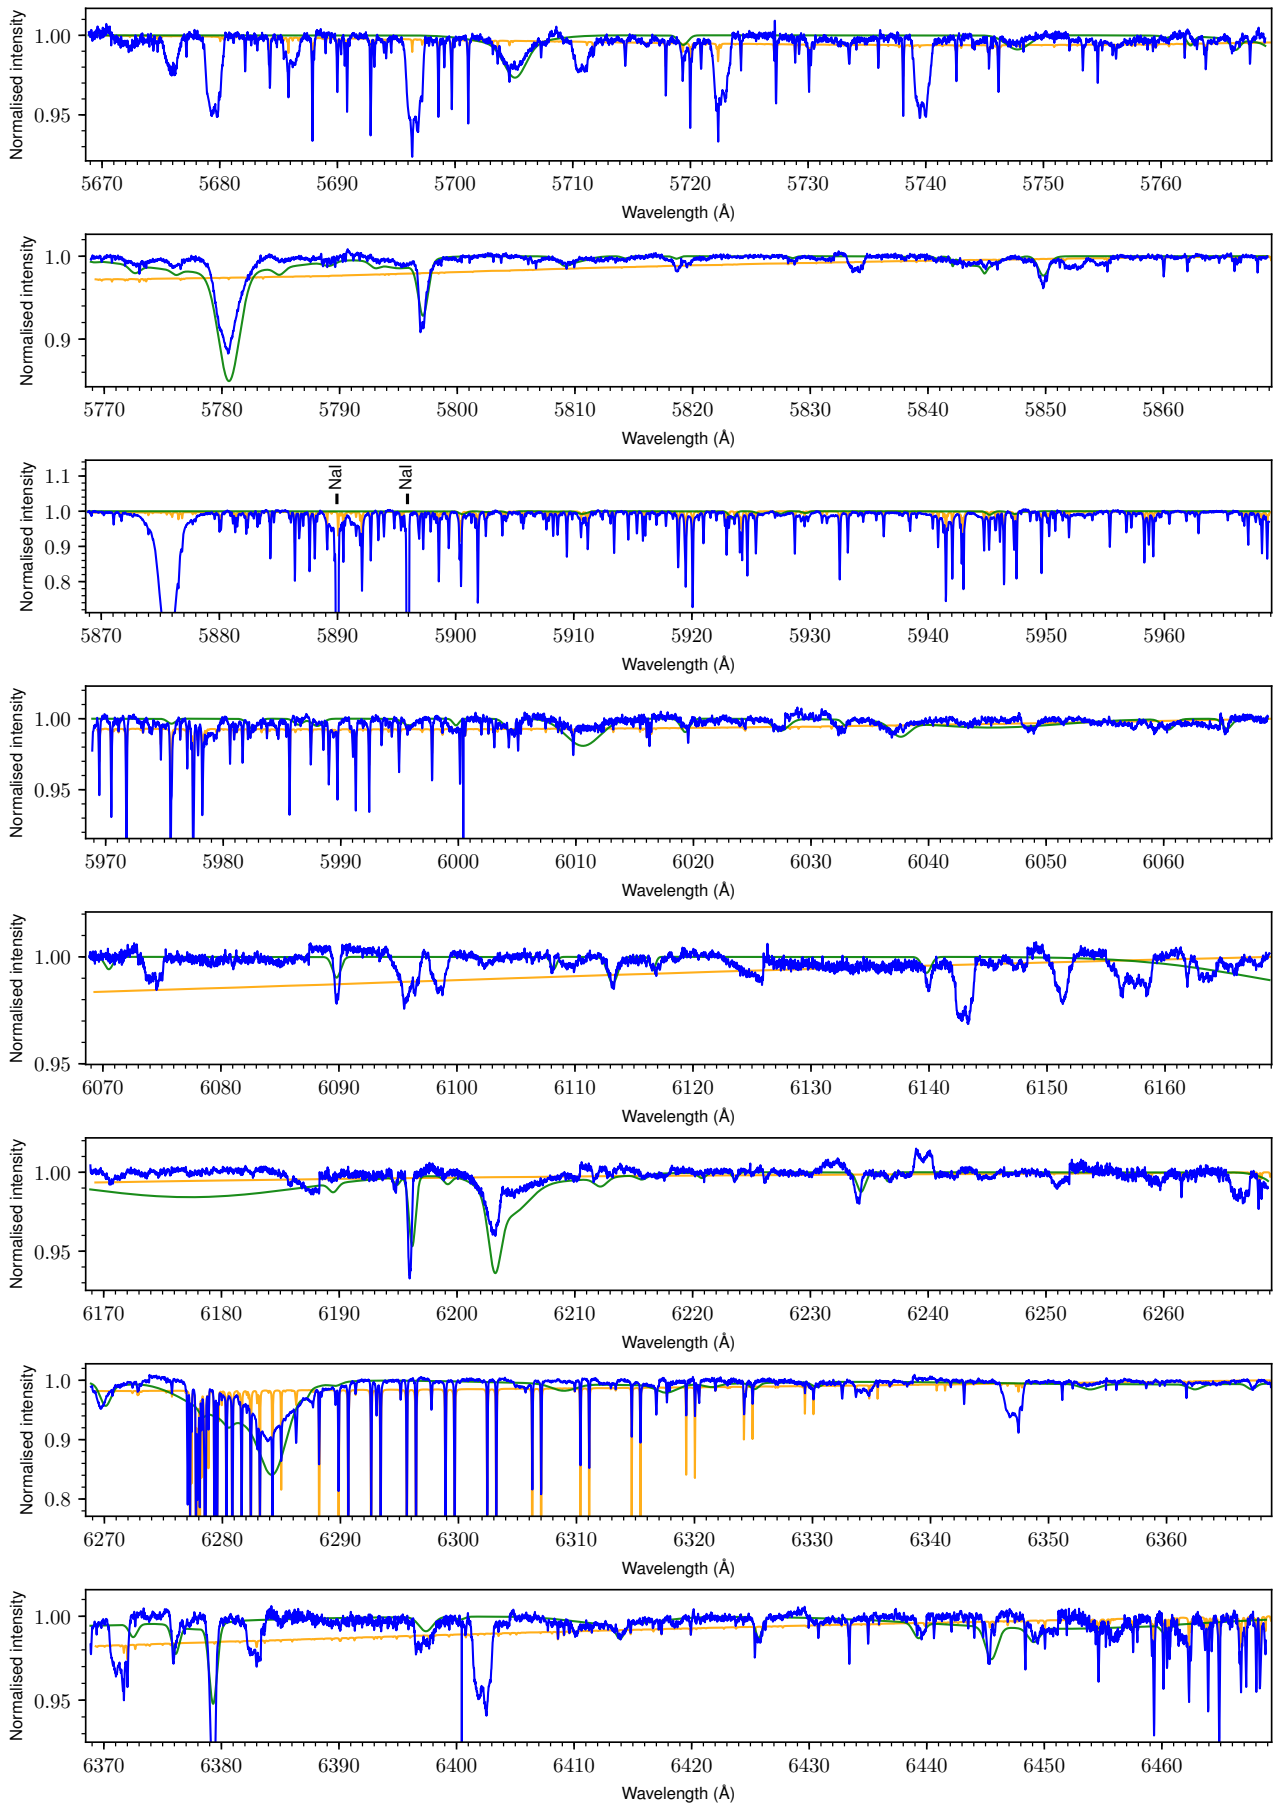 Normalised intensity
1.00
0.95
5670 5680 5690 5700 5710 5720 5730 5740 5750 5760
Wavelength (Å)
Normalised intensity
1.0
0.9
5770 5780 5790 5800 5810 5820 5830 5840 5850 5860
Wavelength (Å)
Normalised intensity
NaI NaI
1.1
1.0
0.9
0.8
5870 5880 5890 5900 5910 5920 5930 5940 5950 5960
Wavelength (Å)
Normalised intensity
1.00
0.95
5970 5980 5990 6000 6010 6020 6030 6040 6050 6060
Wavelength (Å)
Normalised intensity
1.00
0.95
6070 6080 6090 6100 6110 6120 6130 6140 6150 6160
Wavelength (Å)
Normalised intensity
1.00
0.95
6170 6180 6190 6200 6210 6220 6230 6240 6250 6260
Wavelength (Å)
Normalised intensity
1.0
0.9
0.8
6270 6280 6290 6300 6310 6320 6330 6340 6350 6360
Wavelength (Å)
Normalised intensity
1.00
0.95
6370 6380 6390 6400 6410 6420 6430 6440 6450 6460
Wavelength (Å)